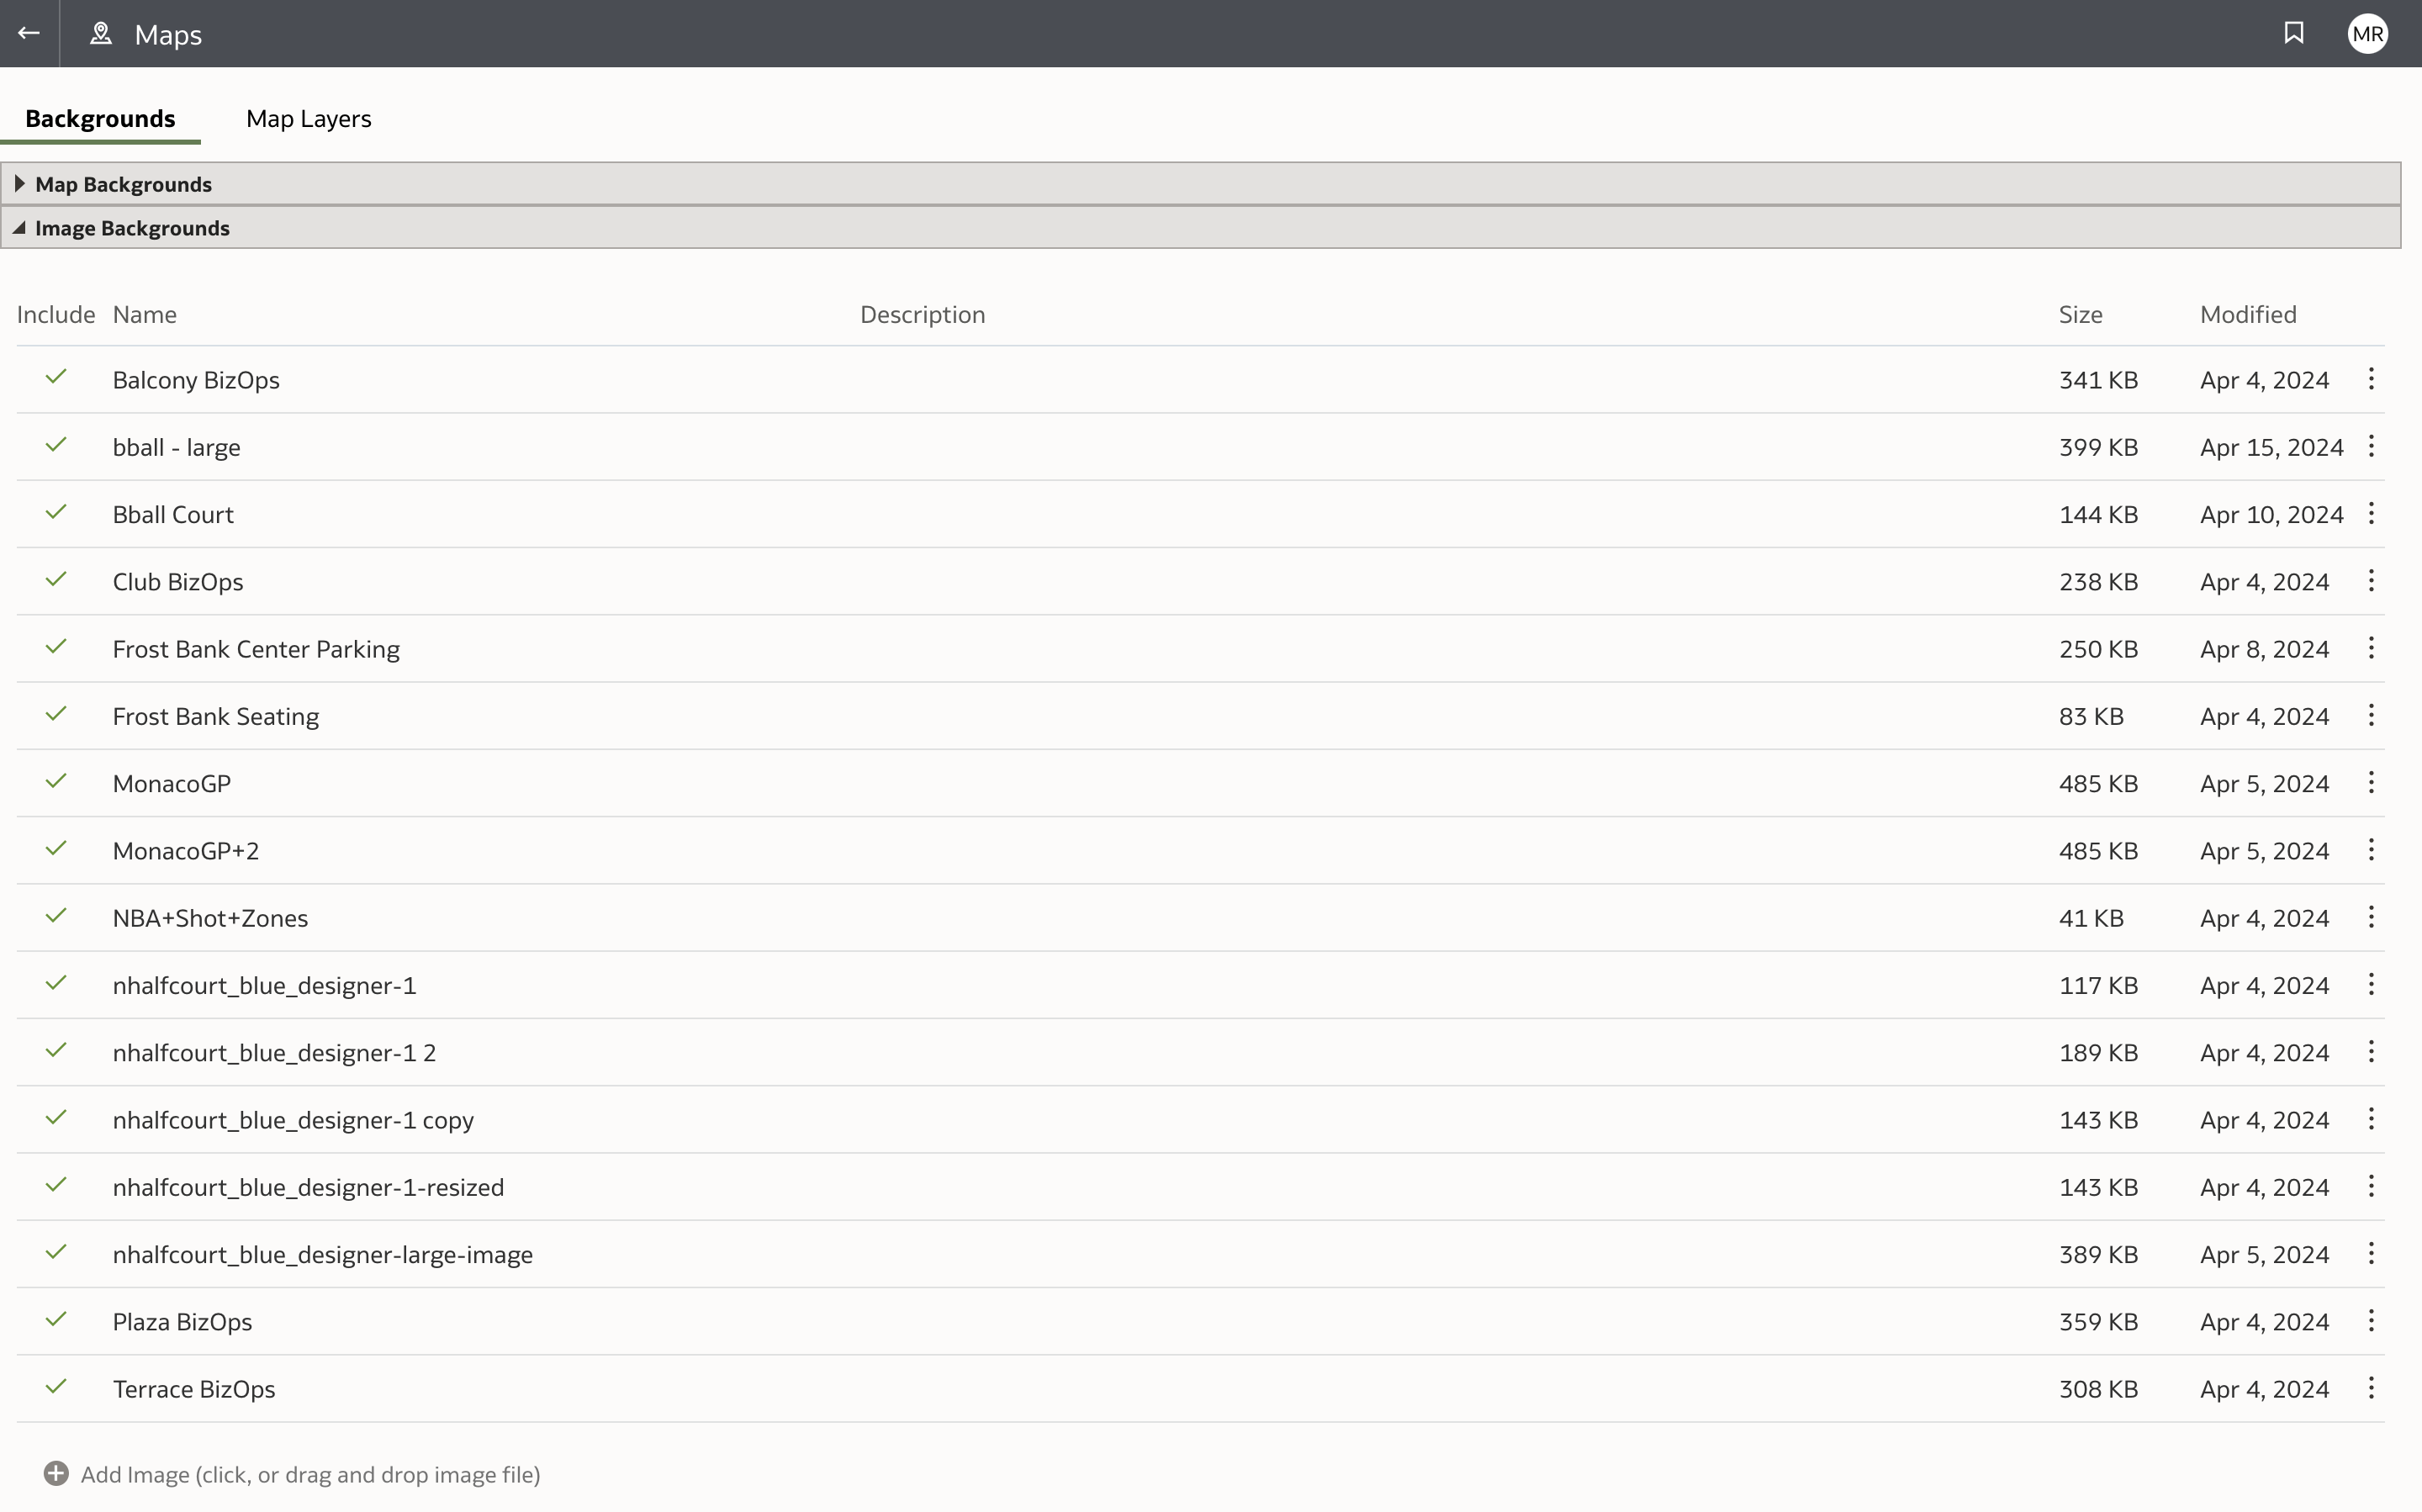 Maps
MR
Backgrounds Map Layers
Map Backgrounds
Image Backgrounds
Include Name Description Size Modified
Balcony BizOps 341 KB Apr 4, 2024
bball - large 399 KB Apr 15, 2024
Bball Court 144 KB Apr 10, 2024
Club BizOps 238 KB Apr 4, 2024
Frost Bank Center Parking 250 KB Apr 8, 2024
Frost Bank Seating 83 KB Apr 4, 2024
MonacoGP 485 KB Apr 5, 2024
MonacoGP+2 485 KB Apr 5, 2024
NBA+Shot+Zones 41 KB Apr 4, 2024
nhalfcourt_blue_designer-1 117 KB Apr 4, 2024
nhalfcourt_blue_designer-1 2 189 KB Apr 4, 2024
nhalfcourt_blue_designer-1 copy 143 KB Apr 4, 2024
nhalfcourt_blue_designer-1-resized 143 KB Apr 4, 2024
nhalfcourt_blue_designer-large-image 389 KB Apr 5, 2024
Plaza BizOps 359 KB Apr 4, 2024
Terrace BizOps 308 KB Apr 4, 2024
Add Image (click, or drag and drop image file)